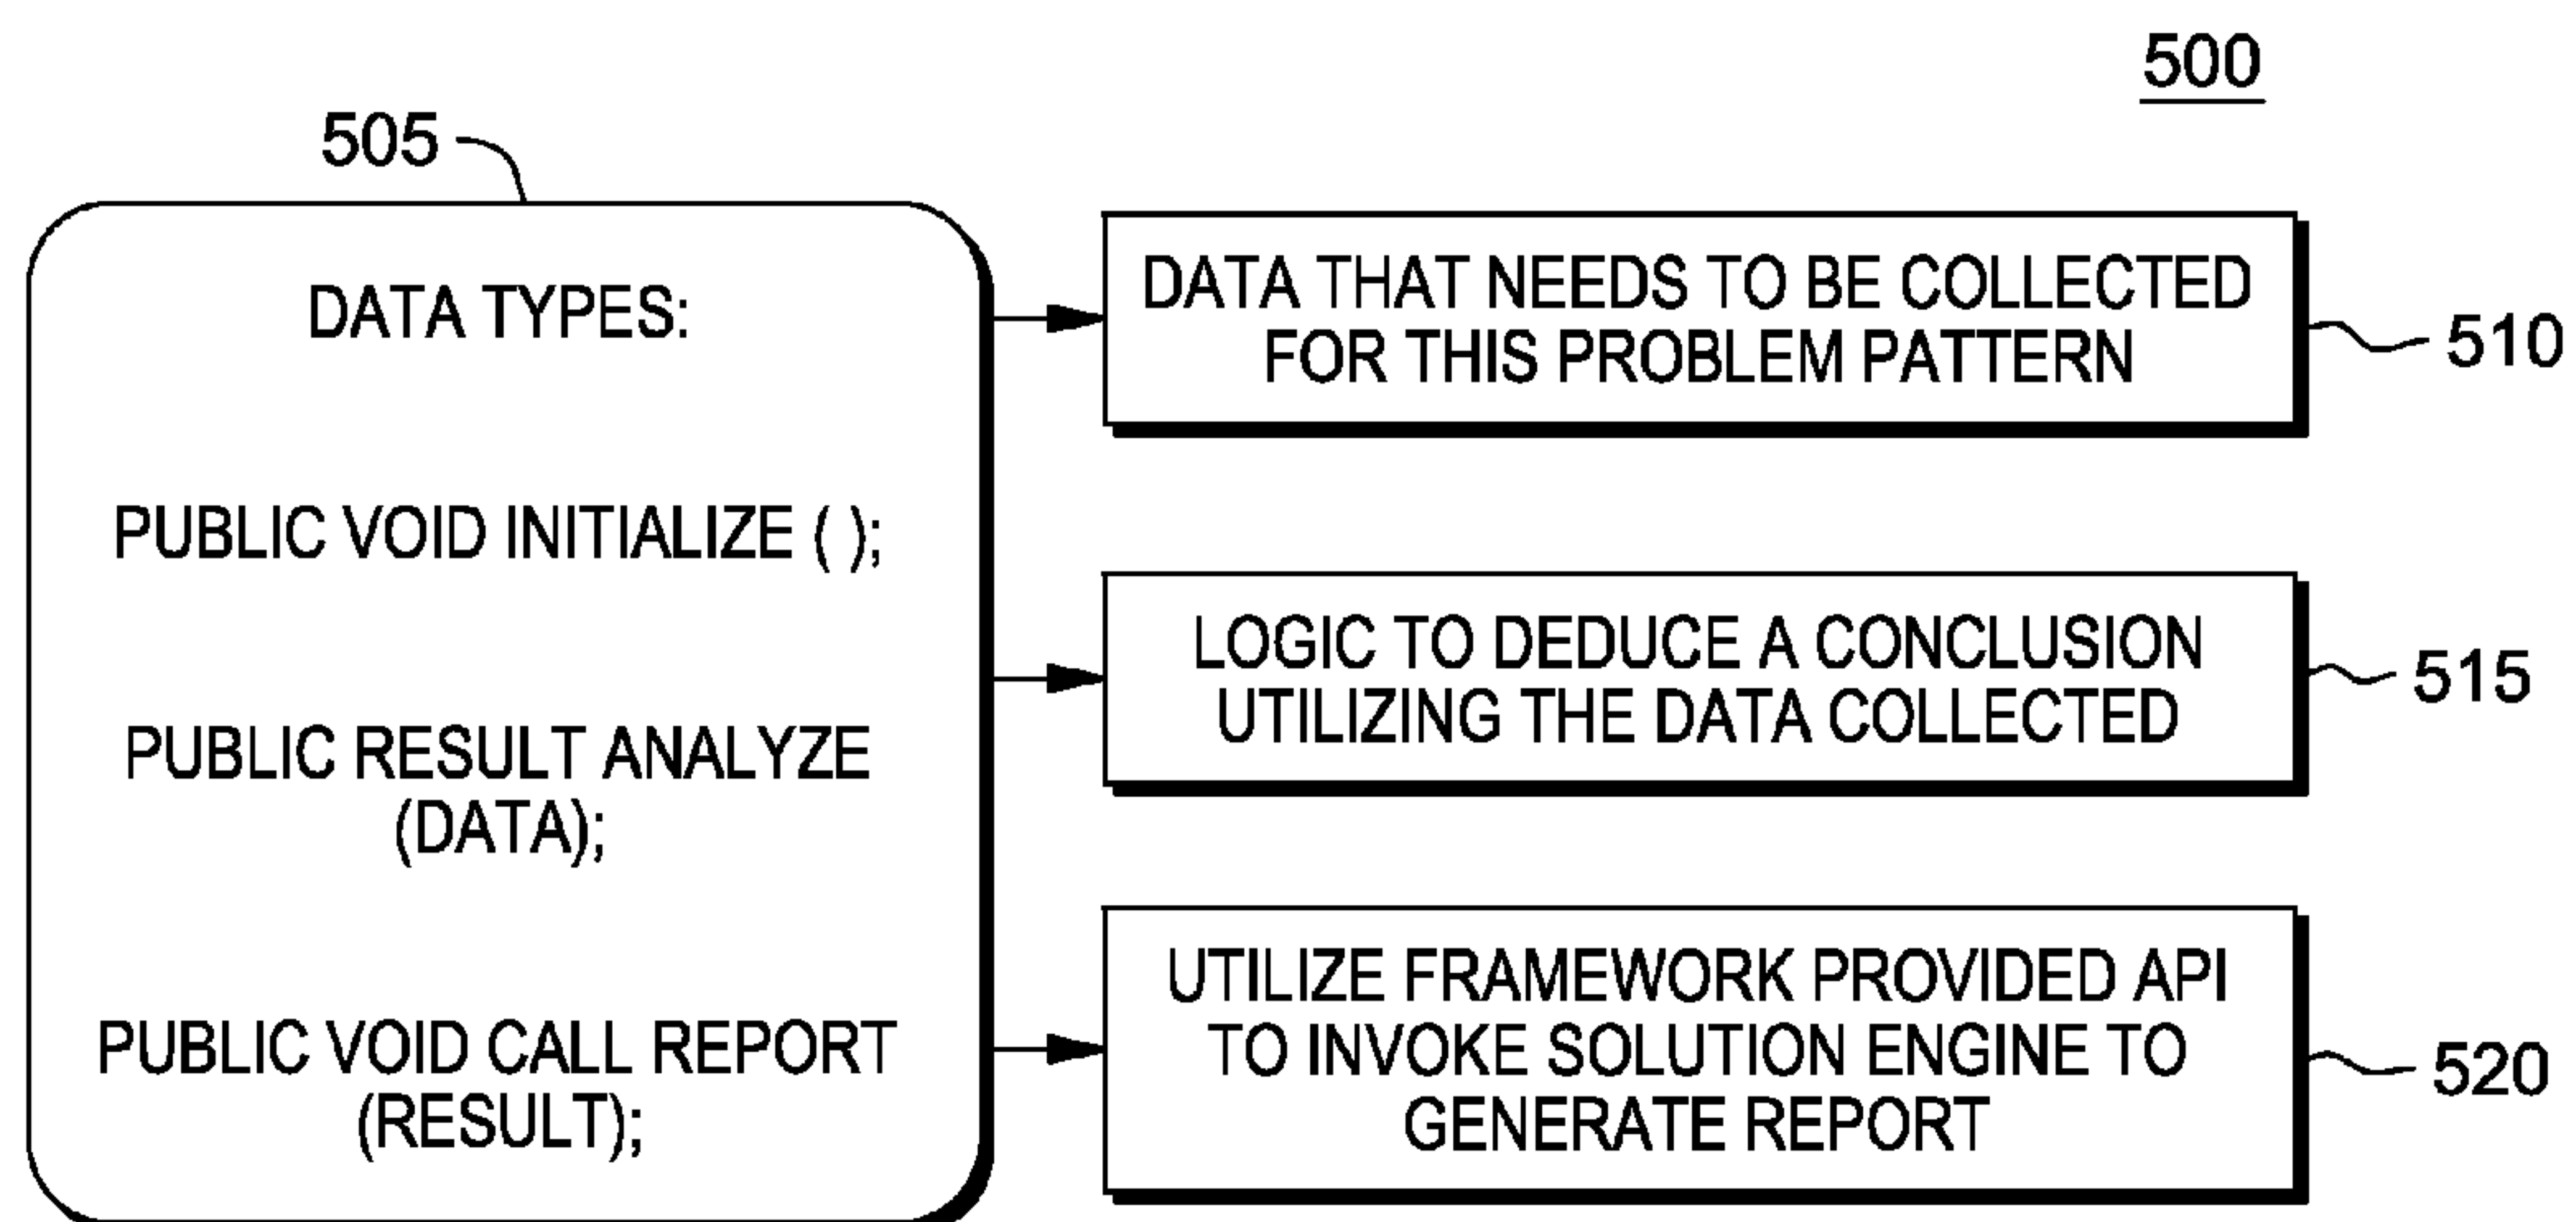 500
505
DATA TYPES:
PUBLIC VOID INITIALIZE ( );
PUBLIC RESULT ANALYZE
(DATA);
PUBLIC VOID CALL REPORT
(RESULT);
DATA THAT NEEDS TO BE COLLECTED
FOR THIS PROBLEM PATTERN
510
LOGIC TO DEDUCE A CONCLUSION
UTILIZING THE DATA COLLECTED
515
UTILIZE FRAMEWORK PROVIDED API
TO INVOKE SOLUTION ENGINE TO
GENERATE REPORT
520